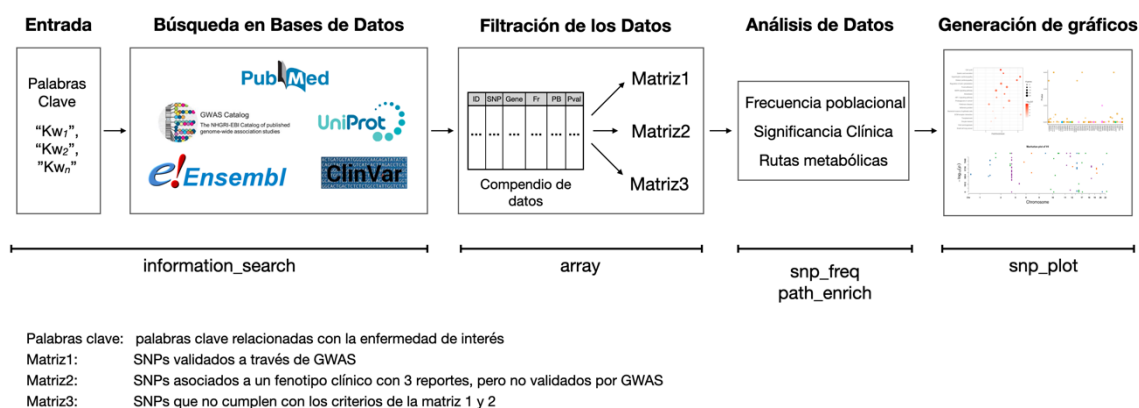 Entrada
Búsqueda en Bases de Datos
Filtración de los Datos
Análisis de Datos
Generación de gráficos
Palabras
Clave
“Kw1”,
“Kw2”,
”Kwn”
PubMed
GWAS Catalog
The NHGRI-EBI Catalog of published
genome-wide association studies
UniProt
e!Ensembl
ClinVar
ID SNP Gene Fr PB Pval
... ... ... ... ... ...
Compendio de
datos
Matriz1
Matriz2
Matriz3
Frecuencia poblacional
Significancia Clínica
Rutas metabólicas
Chromosome
information_search
array
snp_freq
path_enrich
snp_plot
Palabras clave: palabras clave relacionadas con la enfermedad de interés
Matriz1: SNPs validados a través de GWAS
Matriz2: SNPs asociados a un fenotipo clínico con 3 reportes, pero no validados por GWAS
Matriz3: SNPs que no cumplen con los criterios de la matriz 1 y 2